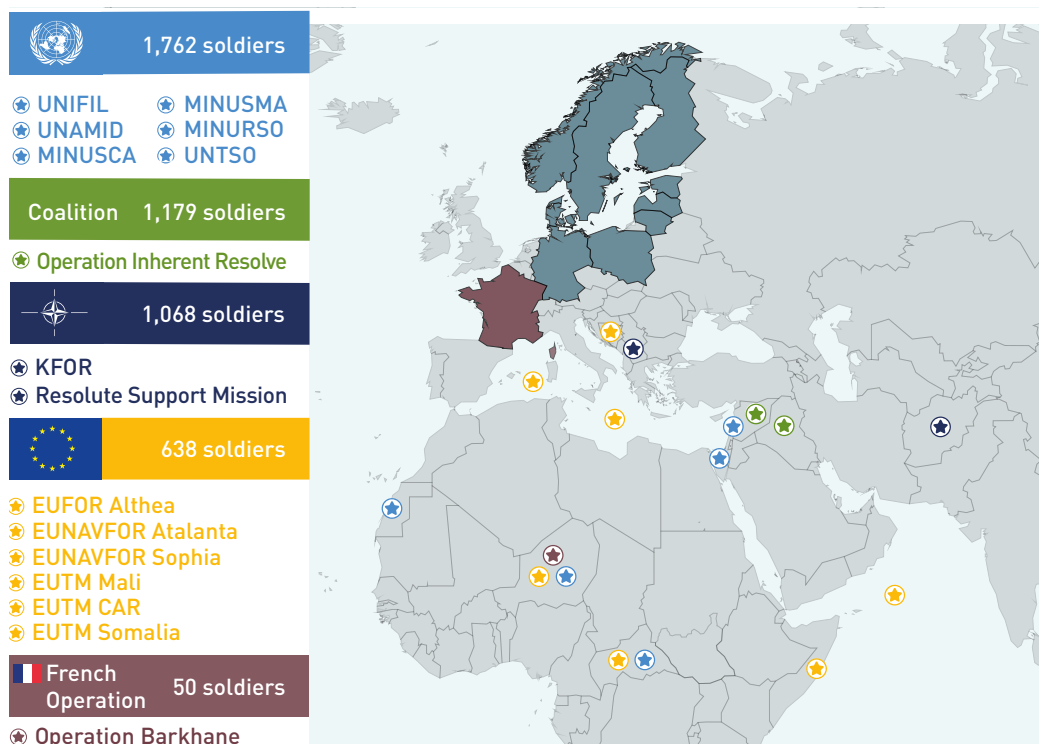 1,762 soldiers
UNIFIL
MINUSMA
UNAMID
MINURSO
MINUSCA
UNTSO
Coalition 1,179 soldiers
Operation Inherent Resolve
1,068 soldiers
KFOR
Resolute Support Mission
638 soldiers
EUFOR Althea
EUNAVFOR Atalanta
EUNAVFOR Sophia
EUTM Mali
EUTM CAR
EUTM Somalia
French
Operation
50 soldiers
Operation Barkhane